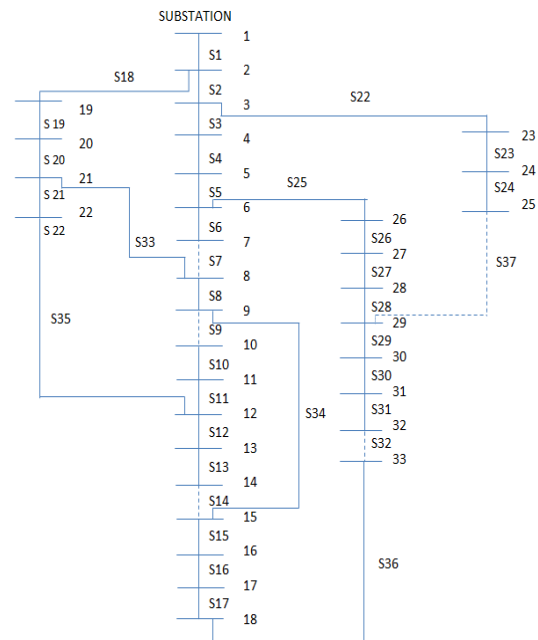 SUBSTATION
1
S1
S18
2
S2
S22
3
19
S 19
S3
4
20
23
S 20
S4
S23
21
5
24
S 21
S5
S25
S24
22
6
26
25
S 22
S6
S26
S33
7
27
S7
S27
S37
8
28
S8
S28
9
29
S35
S9
S29
10
30
S10
S30
11
31
S11
S31
12
S34
32
S12
S32
13
33
S13
14
S14
15
S15
16
S36
S16
17
S17
18